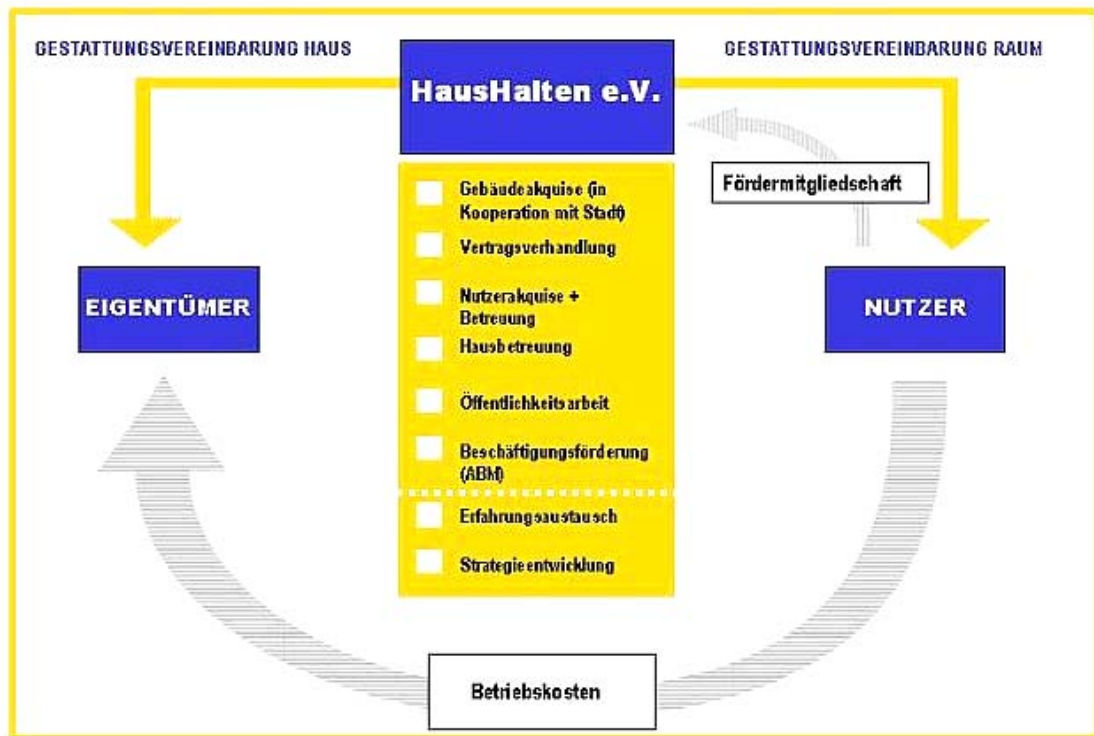 GESTATTUNGSVEREINBARUNG HAUS
HausHalten e.V.
GESTATTUNGSVEREINBARUNG RAUM
Fördermitgliedschaft
EIGENTÜMER
NUTZER
Gebäudeakquise (in
Kooperation mit Stadt)
Vertragsverhandlung
Nutzerakquise +
Betreuung
Hausbetreuung
Öffentlichkeitsarbeit
Beschäftigungsförderung
(ABM)
Erfahrungsaustausch
Strategieentwicklung
Betriebskosten